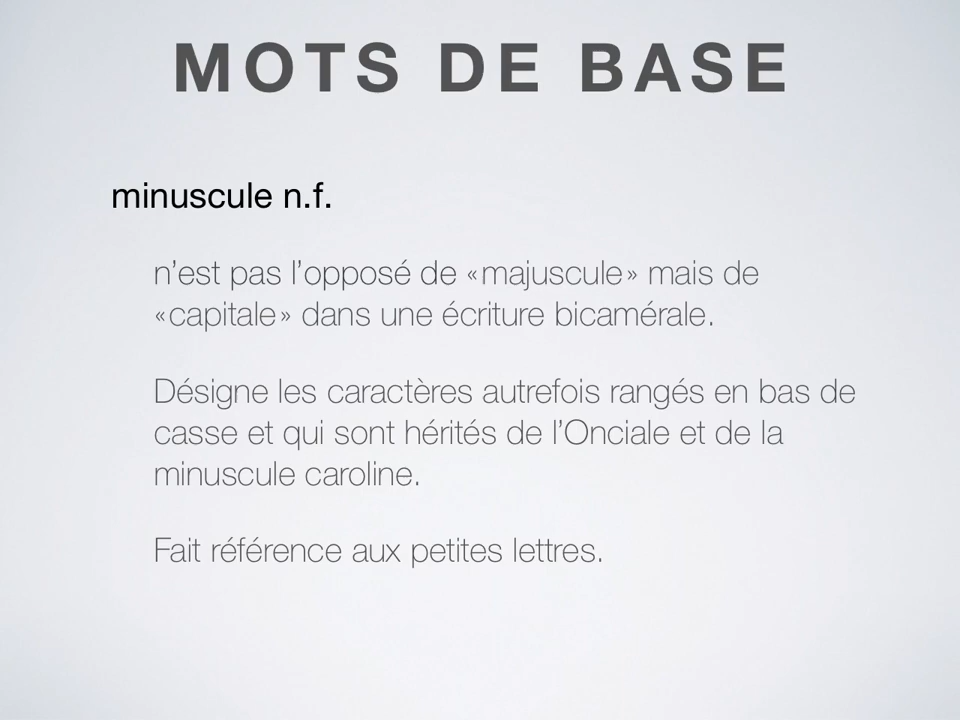 MOTS DE BASE
minuscule n.f.
n’est pas l’opposé de «majuscule» mais de
«capitale» dans une écriture bicamérale.
Désigne les caractères autrefois rangés en bas de
casse et qui sont hérités de l’Onciale et de la
minuscule caroline.
Fait référence aux petites lettres.